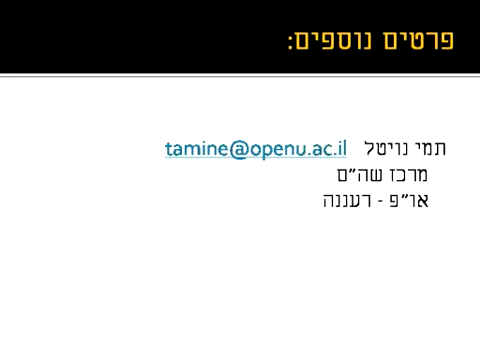 פרטים נוספים:
תמי נויטל tamine@openu.ac.il
מרכז שה"ם
או"פ - רעננה